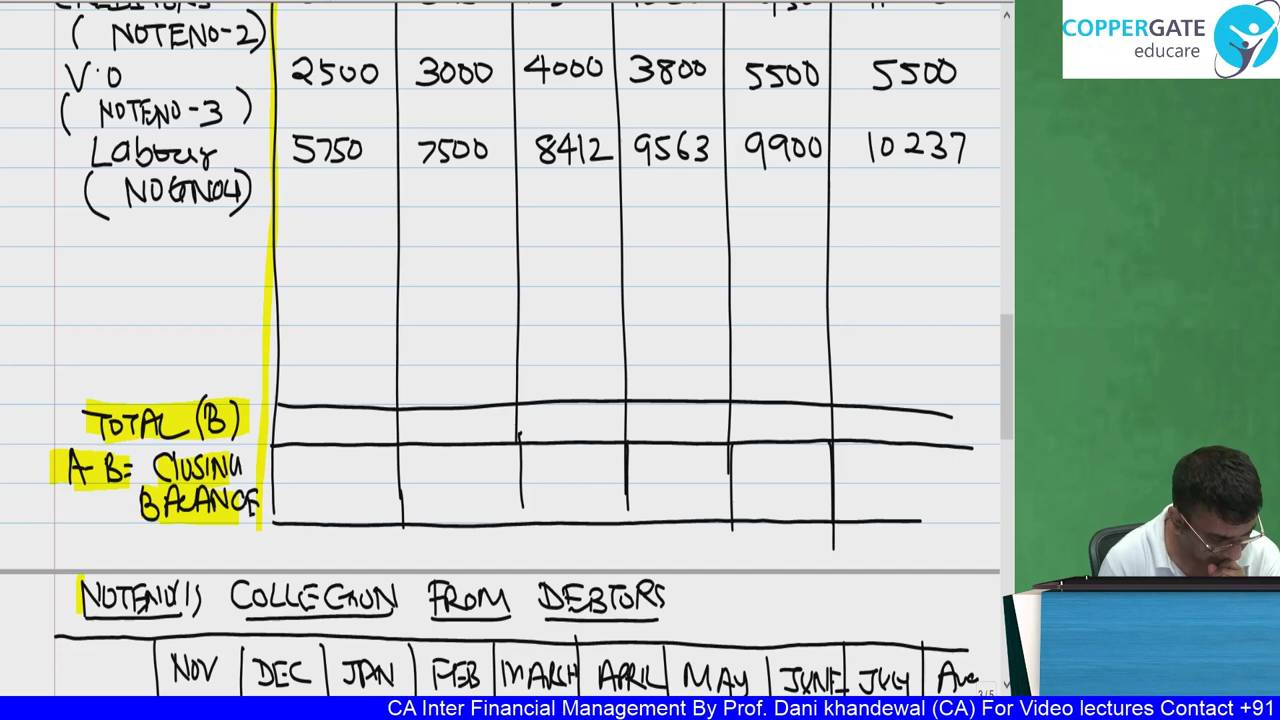 COPPERGATE
educare
(NOTENO-2)
V.O 2500 3000 4000 3800 5500 5500
(NOTENO-3)
Labour 5750 7500 8412 9563 9900 10237
TOTAL (B)
A-B= CLOSING
BALANCE
COLLECTION FROM DEBTORS
NOV DEC JAN FEB MARCH APRIL MAY JUNE JULY
3/5
CA Inter Financial Management By Prof. Dani khandewal (CA) For Video lectures Contact +91